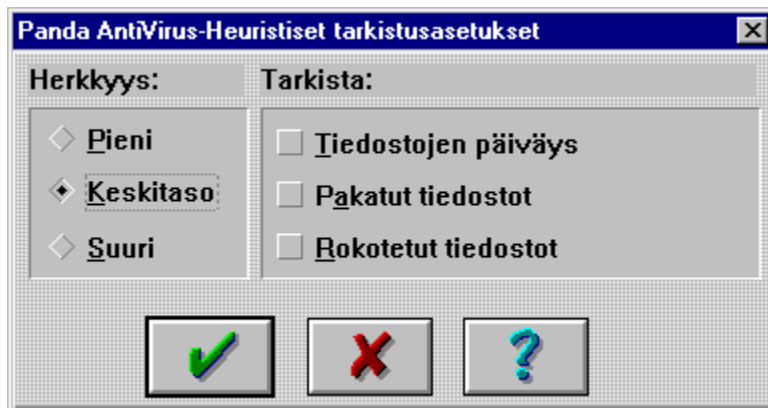 Panda AntiVirus-Heuristiset tarkistusasetukset
Herkkyys:
Tarkista:
Pieni
Keskitaso
Suuri
Tiedostojen päiväys
Pakatut tiedostot
Rokotetut tiedostot